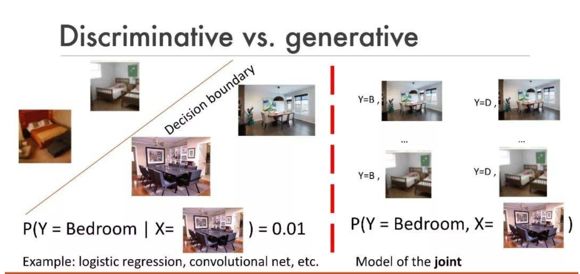 Discriminative vs. generative
Decision boundary
P(Y = Bedroom | X= ) = 0.01
Example: logistic regression, convolutional net, etc.
Y=B ,
Y=D ,
...
...
Y=B ,
Y=D ,
P(Y = Bedroom, X= )
Model of the joint